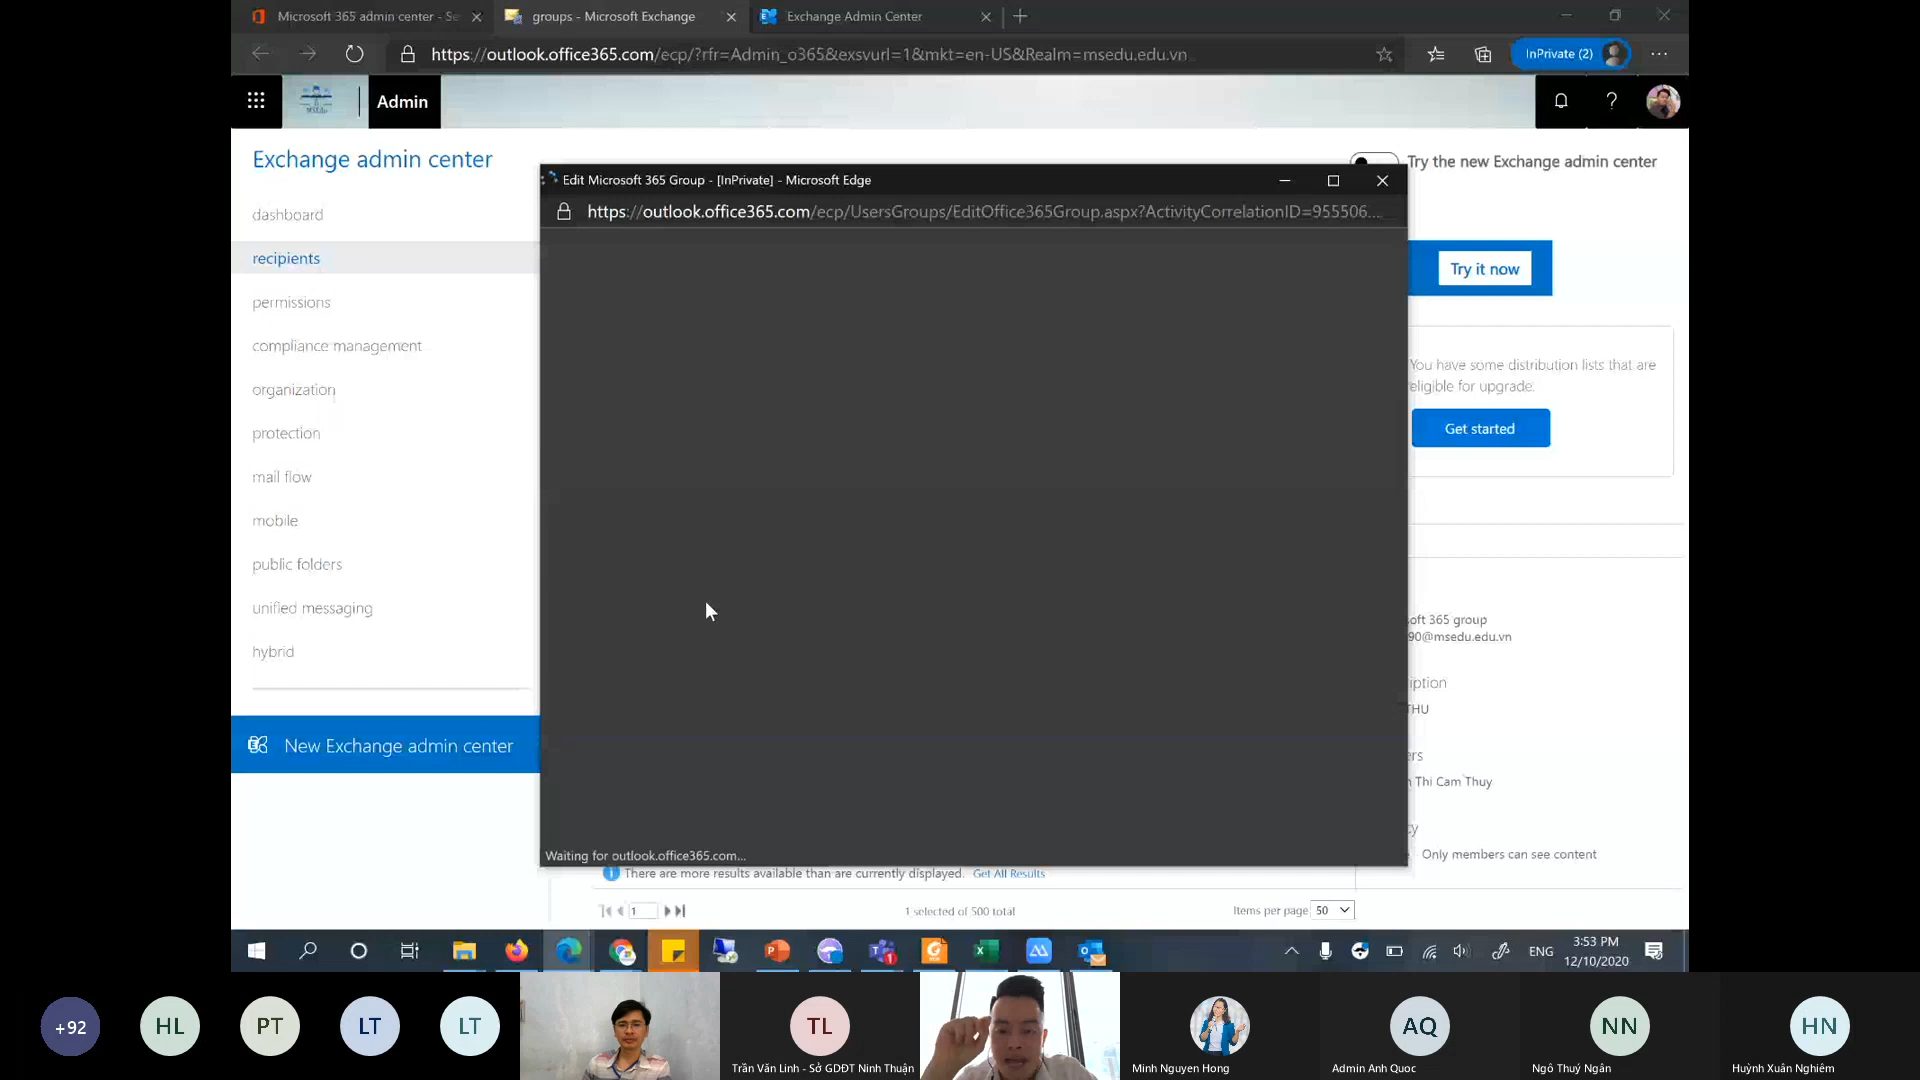 Microsoft 365 admin center - Se
groups - Microsoft Exchange
Exchange Admin Center
https://outlook.office365.com/ecp/?rfr=Admin_o365&exsvurl=1&mkt=en-US&Realm=msedu.edu.vn
InPrivate (2)
Admin
Exchange admin center
Try the new Exchange admin center
dashboard
recipients
permissions
compliance management
organization
protection
mail flow
mobile
public folders
unified messaging
hybrid
New Exchange admin center
Edit Microsoft 365 Group - [InPrivate] - Microsoft Edge
https://outlook.office365.com/ecp/UsersGroups/EditOffice365Group.aspx?ActivityCorrelationID=955506...
Waiting for outlook.office365.com...
Try it now
You have some distribution lists that are
eligible for upgrade.
Get started
oft 365 group
90@msedu.edu.vn
iption
THU
ers
Thi Cam Thuy
cy
Only members can see content
There are more results available than are currently displayed. Get All Results
1
1 selected of 500 total
Items per page 50
ENG
3:53 PM
12/10/2020
+92
HL
PT
LT
LT
TL
Trần Văn Linh - Sở GDĐT Ninh Thuận
Minh Nguyen Hong
AQ
Admin Anh Quoc
NN
Ngô Thuý Ngân
HN
Huỳnh Xuân Nghiêm